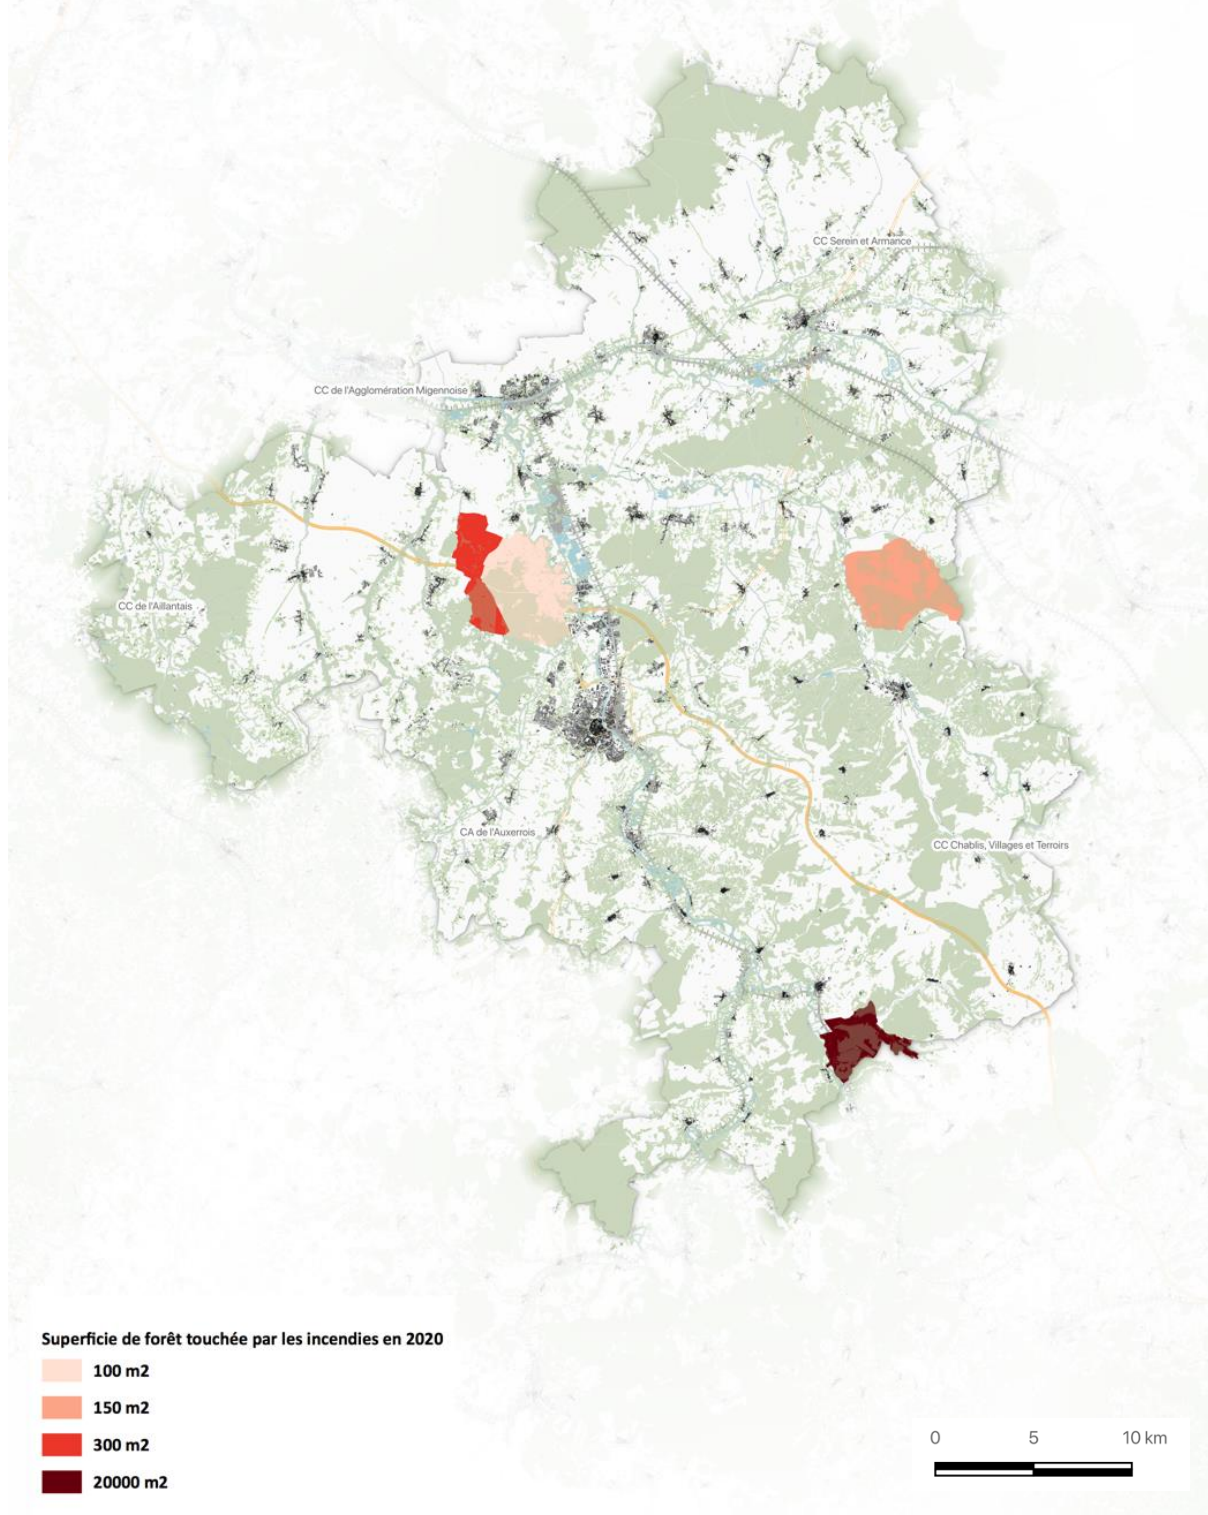 CC Serein et Armance
CC de l'Agglomération Migennoise
CC de l'Aillantais
CA de l'Auxerrois
CC Chablis, Villages et Terroirs
Superficie de forêt touchée par les incendies en 2020
100 m2
150 m2
300 m2
20000 m2
0 5 10 km